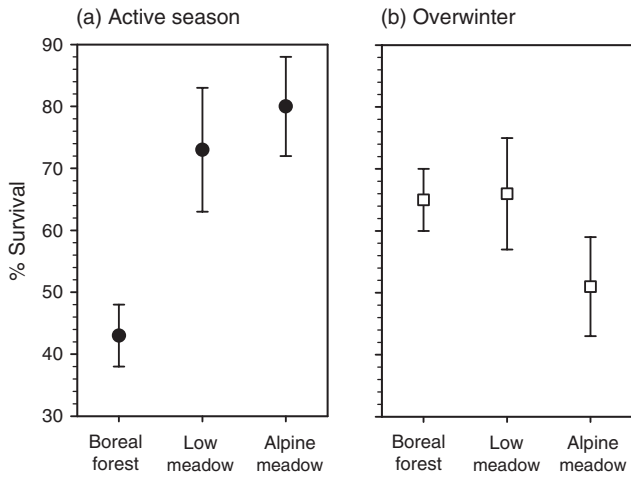 (a) Active season
(b) Overwinter
% Survival
90
80
70
60
50
40
30
Boreal forest
Low meadow
Alpine meadow
Boreal forest
Low meadow
Alpine meadow